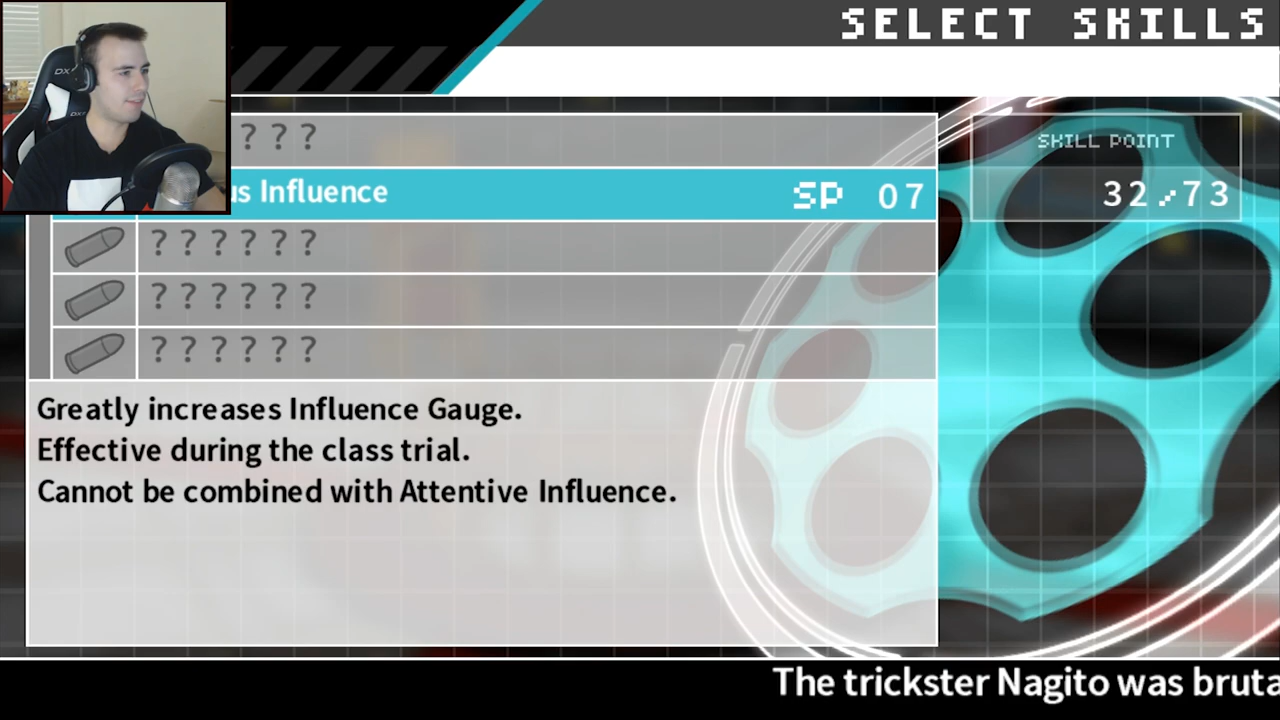 SELECT SKILLS
? ? ?
us Influence SP 07
? ? ? ? ? ?
? ? ? ? ? ?
? ? ? ? ? ?
SKILL POINT
32/73
Greatly increases Influence Gauge.
Effective during the class trial.
Cannot be combined with Attentive Influence.
The trickster Nagito was bruta